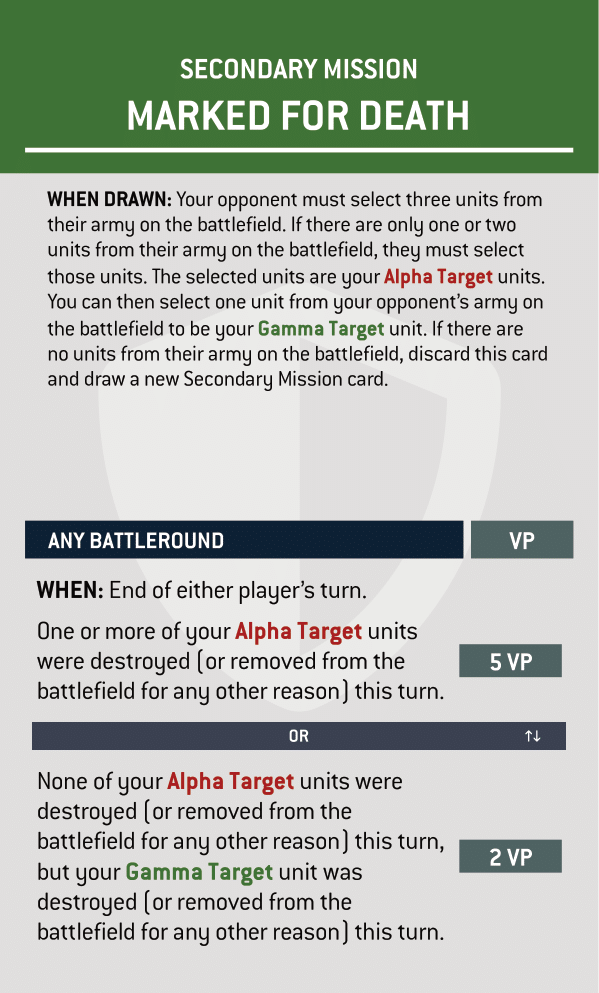 SECONDARY MISSION
MARKED FOR DEATH
WHEN DRAWN: Your opponent must select three units from
their army on the battlefield. If there are only one or two
units from their army on the battlefield, they must select
those units. The selected units are your Alpha Target units.
You can then select one unit from your opponent’s army on
the battlefield to be your Gamma Target unit. If there are
no units from their army on the battlefield, discard this card
and draw a new Secondary Mission card.
ANY BATTLEROUND VP
WHEN: End of either player’s turn.
One or more of your Alpha Target units
were destroyed (or removed from the
battlefield for any other reason) this turn.
5 VP
OR ↑↓
None of your Alpha Target units were
destroyed (or removed from the
battlefield for any other reason) this turn,
but your Gamma Target unit was
destroyed (or removed from the
battlefield for any other reason) this turn.
2 VP